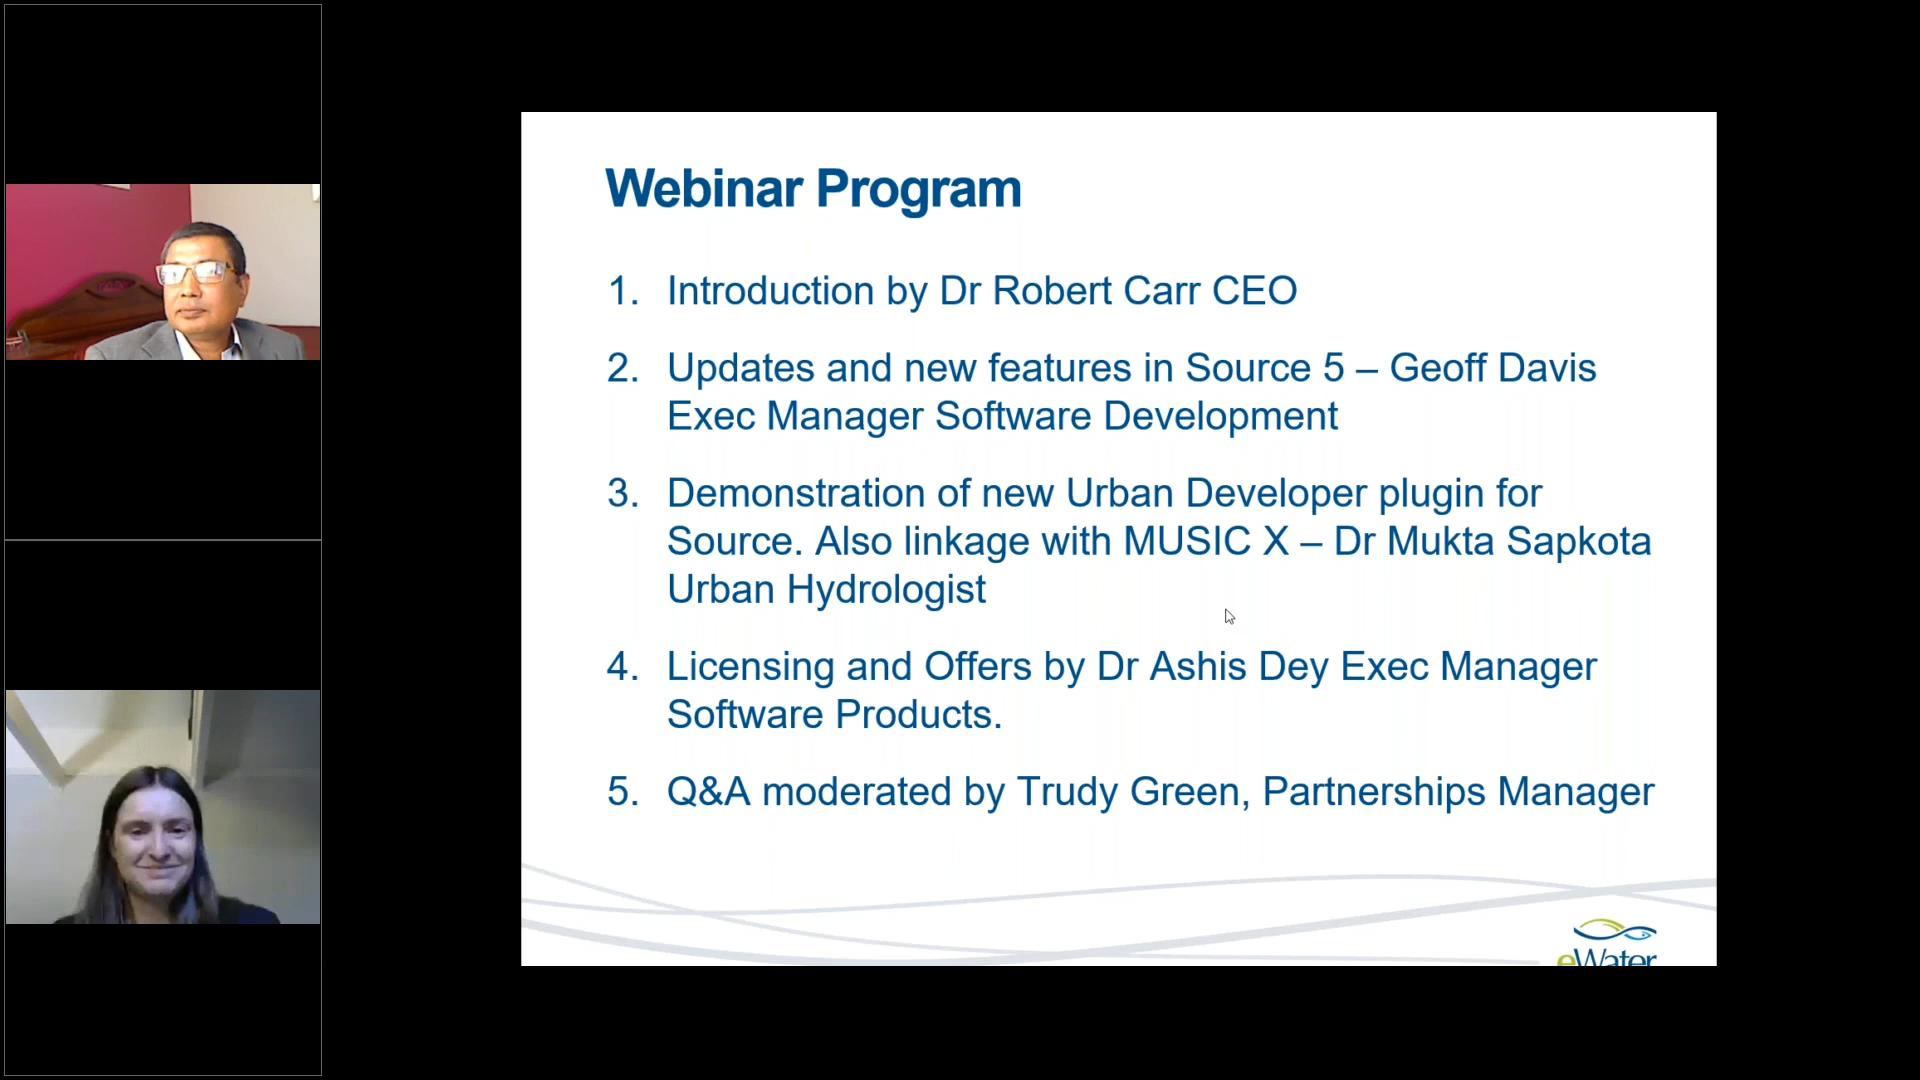 Webinar Program
1. Introduction by Dr Robert Carr CEO
2. Updates and new features in Source 5 – Geoff Davis
Exec Manager Software Development
3. Demonstration of new Urban Developer plugin for
Source. Also linkage with MUSIC X – Dr Mukta Sapkota
Urban Hydrologist
4. Licensing and Offers by Dr Ashis Dey Exec Manager
Software Products.
5. Q&A moderated by Trudy Green, Partnerships Manager
eWater